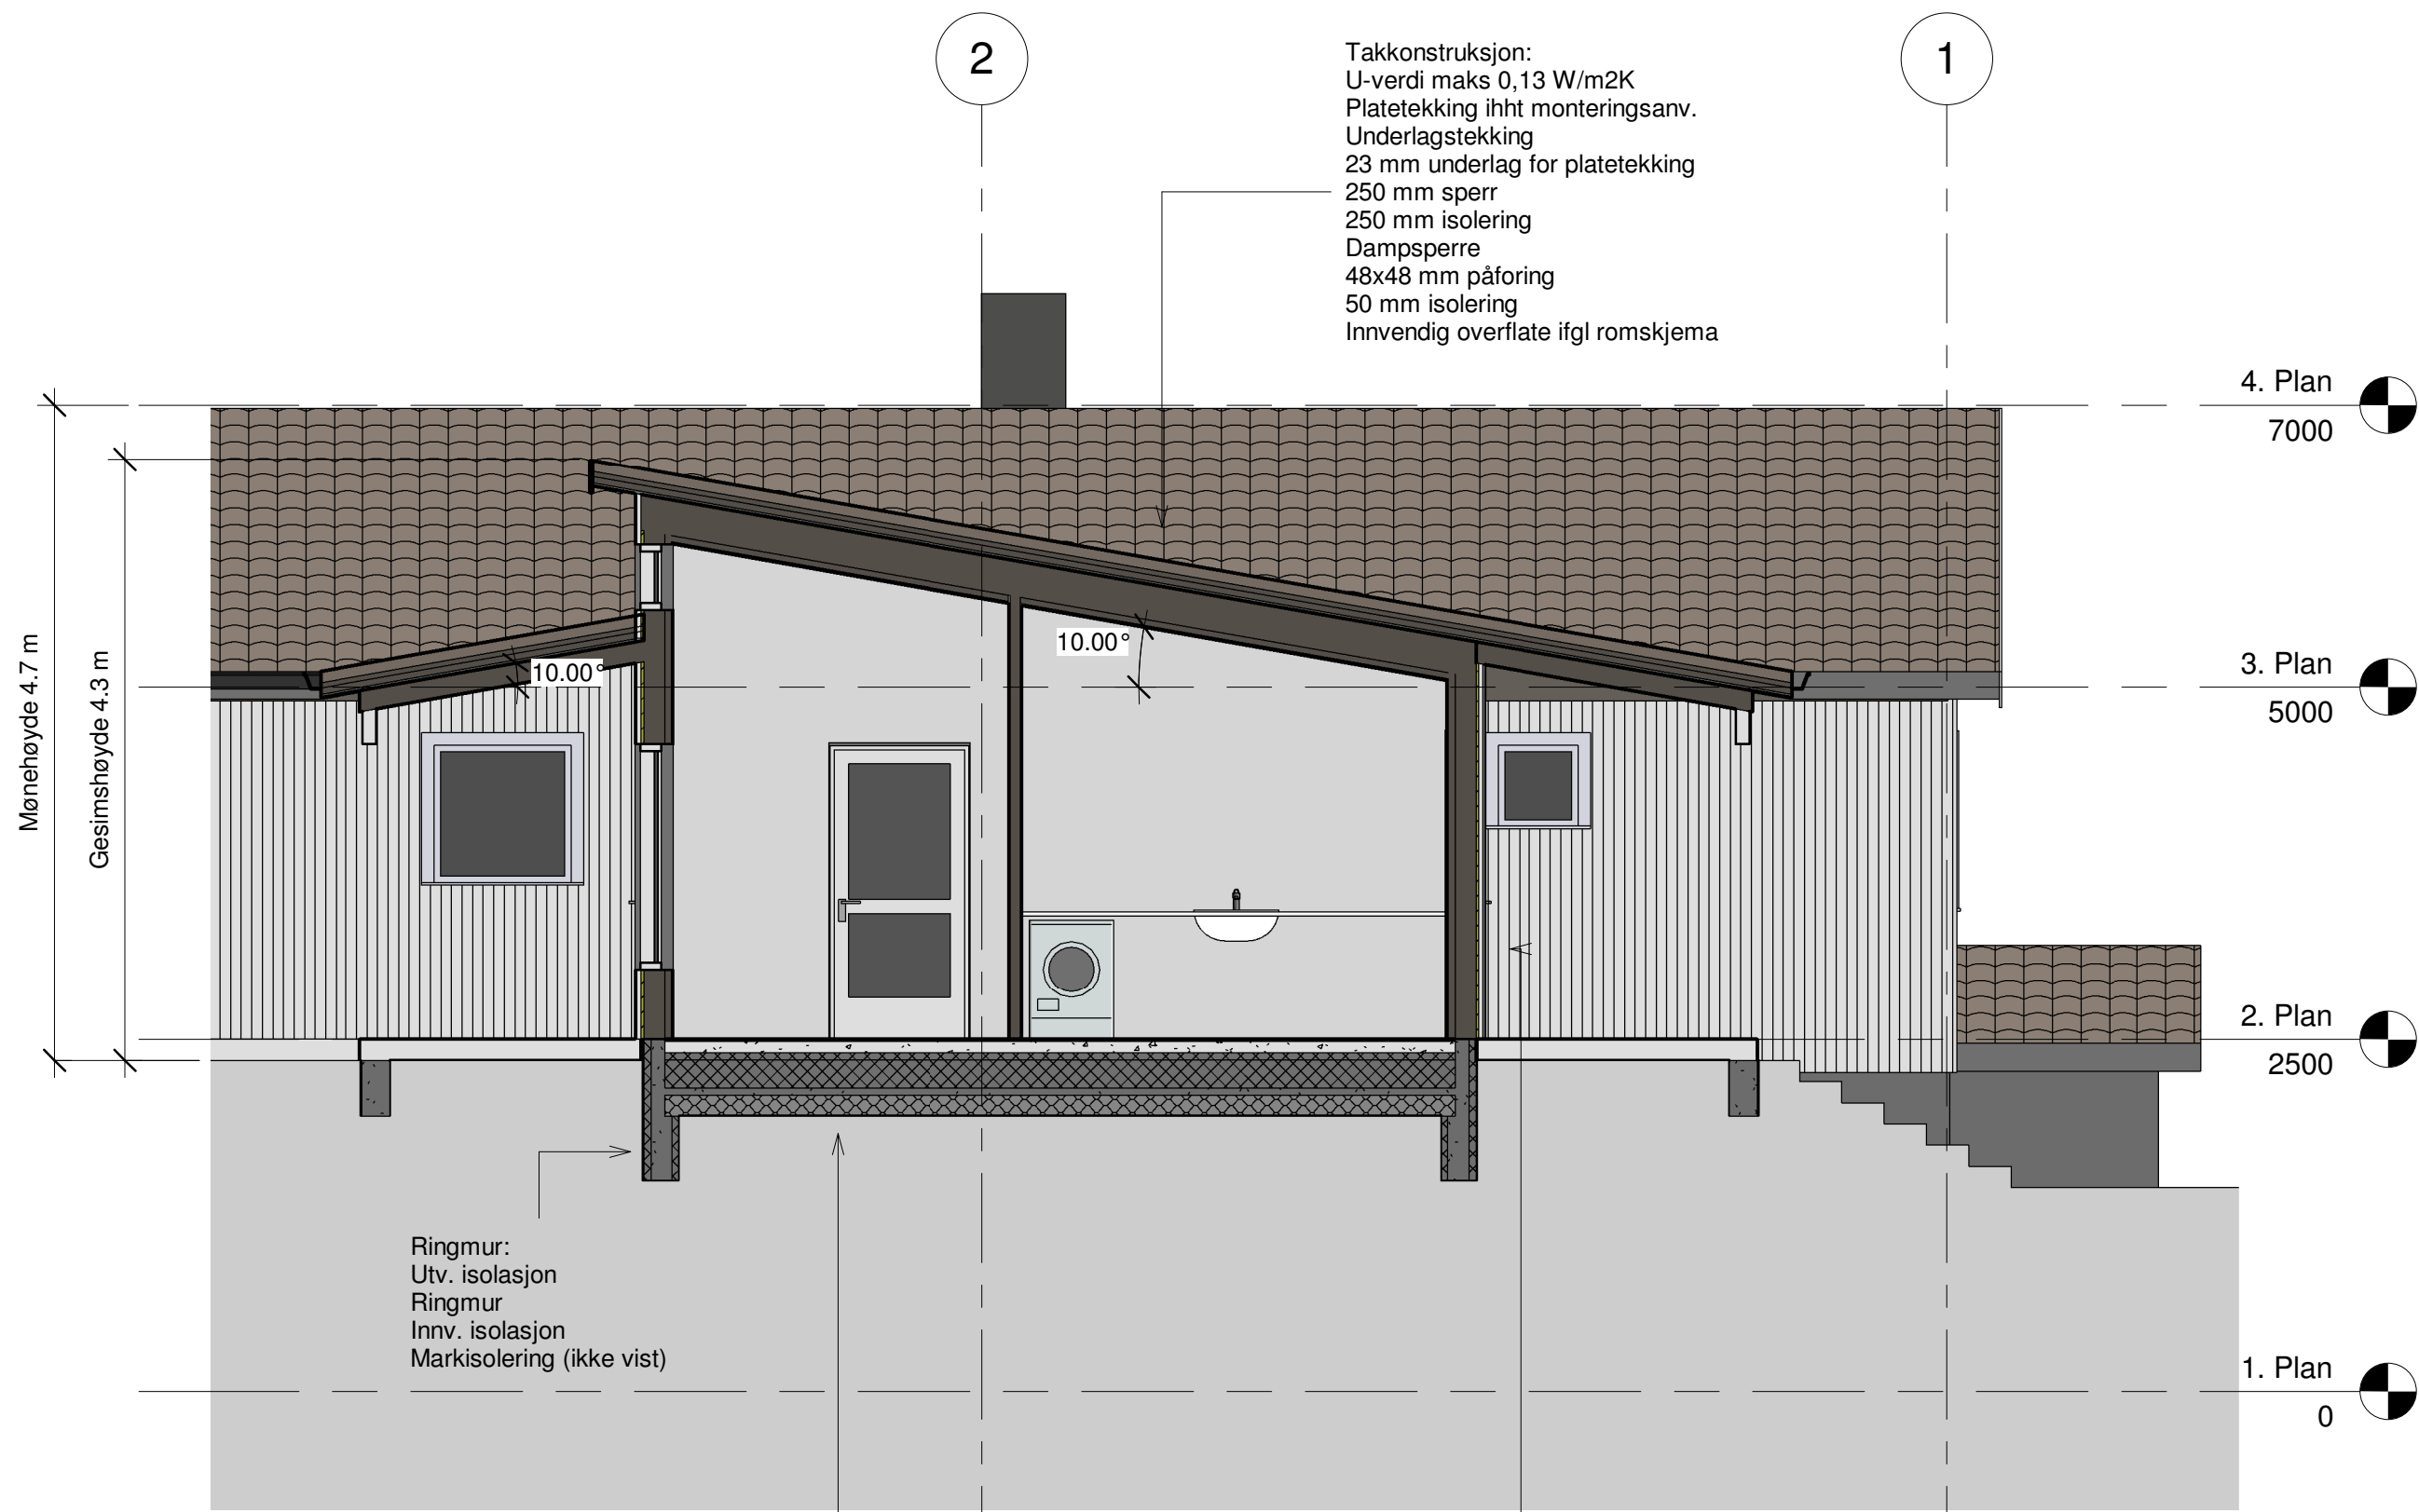 2
1
Takkonstruksjon:
U-verdi maks 0,13 W/m2K
Platetekking ihht monteringsanv.
Underlagstekking
23 mm underlag for platetekking
250 mm sperr
250 mm isolering
Dampsperre
48x48 mm påforing
50 mm isolering
Innvendig overflate ifgl romskjema
4. Plan
7000
Mønehøyde 4.7 m
Gesimshøyde 4.3 m
10.00°
10.00°
3. Plan
5000
2. Plan
2500
Ringmur:
Utv. isolasjon
Ringmur
Innv. isolasjon
Markisolering (ikke vist)
1. Plan
0